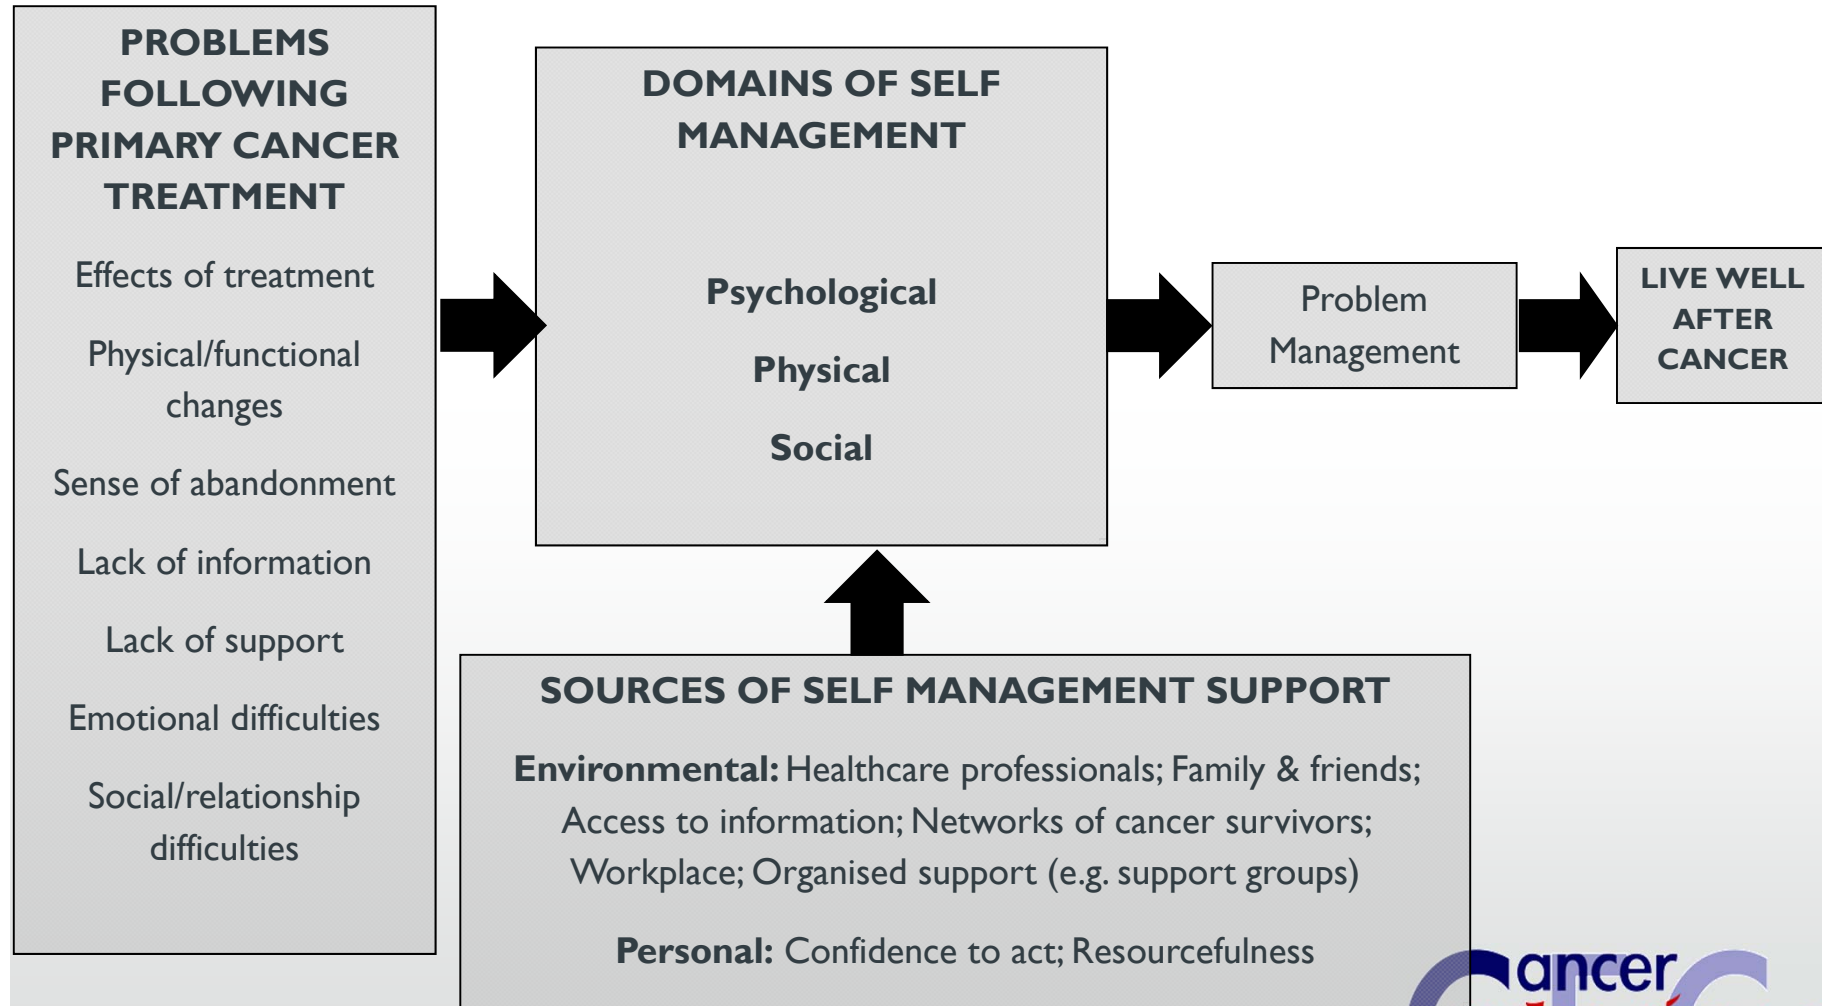 PROBLEMS
FOLLOWING
PRIMARY CANCER
TREATMENT
Effects of treatment
Physical/functional
changes
Sense of abandonment
Lack of information
Lack of support
Emotional difficulties
Social/relationship
difficulties
DOMAINS OF SELF
MANAGEMENT
Psychological
Physical
Social
Problem
Management
LIVE WELL
AFTER
CANCER
SOURCES OF SELF MANAGEMENT SUPPORT
Environmental: Healthcare professionals; Family & friends;
Access to information; Networks of cancer survivors;
Workplace; Organised support (e.g. support groups)
Personal: Confidence to act; Resourcefulness
ancer